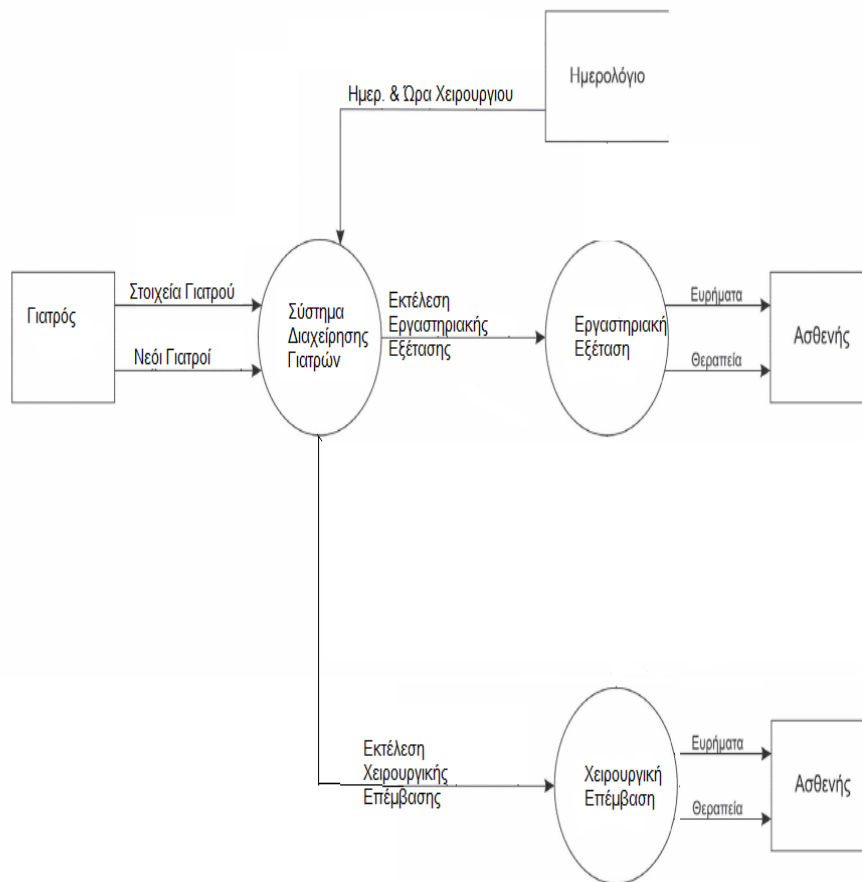 Ημερολόγιο
Ημερ. & Ώρα Χειρουργιου
Γιατρός
Στοιχεία Γιατρού
Νεόι Γιατροί
Σύστημα
Διαχείρησης
Γιατρών
Εκτέλεση
Εργαστηριακής
Εξέτασης
Εργαστηριακή
Εξέταση
Ευρήματα
Θεραπεία
Ασθενής
Εκτέλεση
Χειρουργικής
Επέμβασης
Χειρουργική
Επέμβαση
Ευρήματα
Θεραπεία
Ασθενής